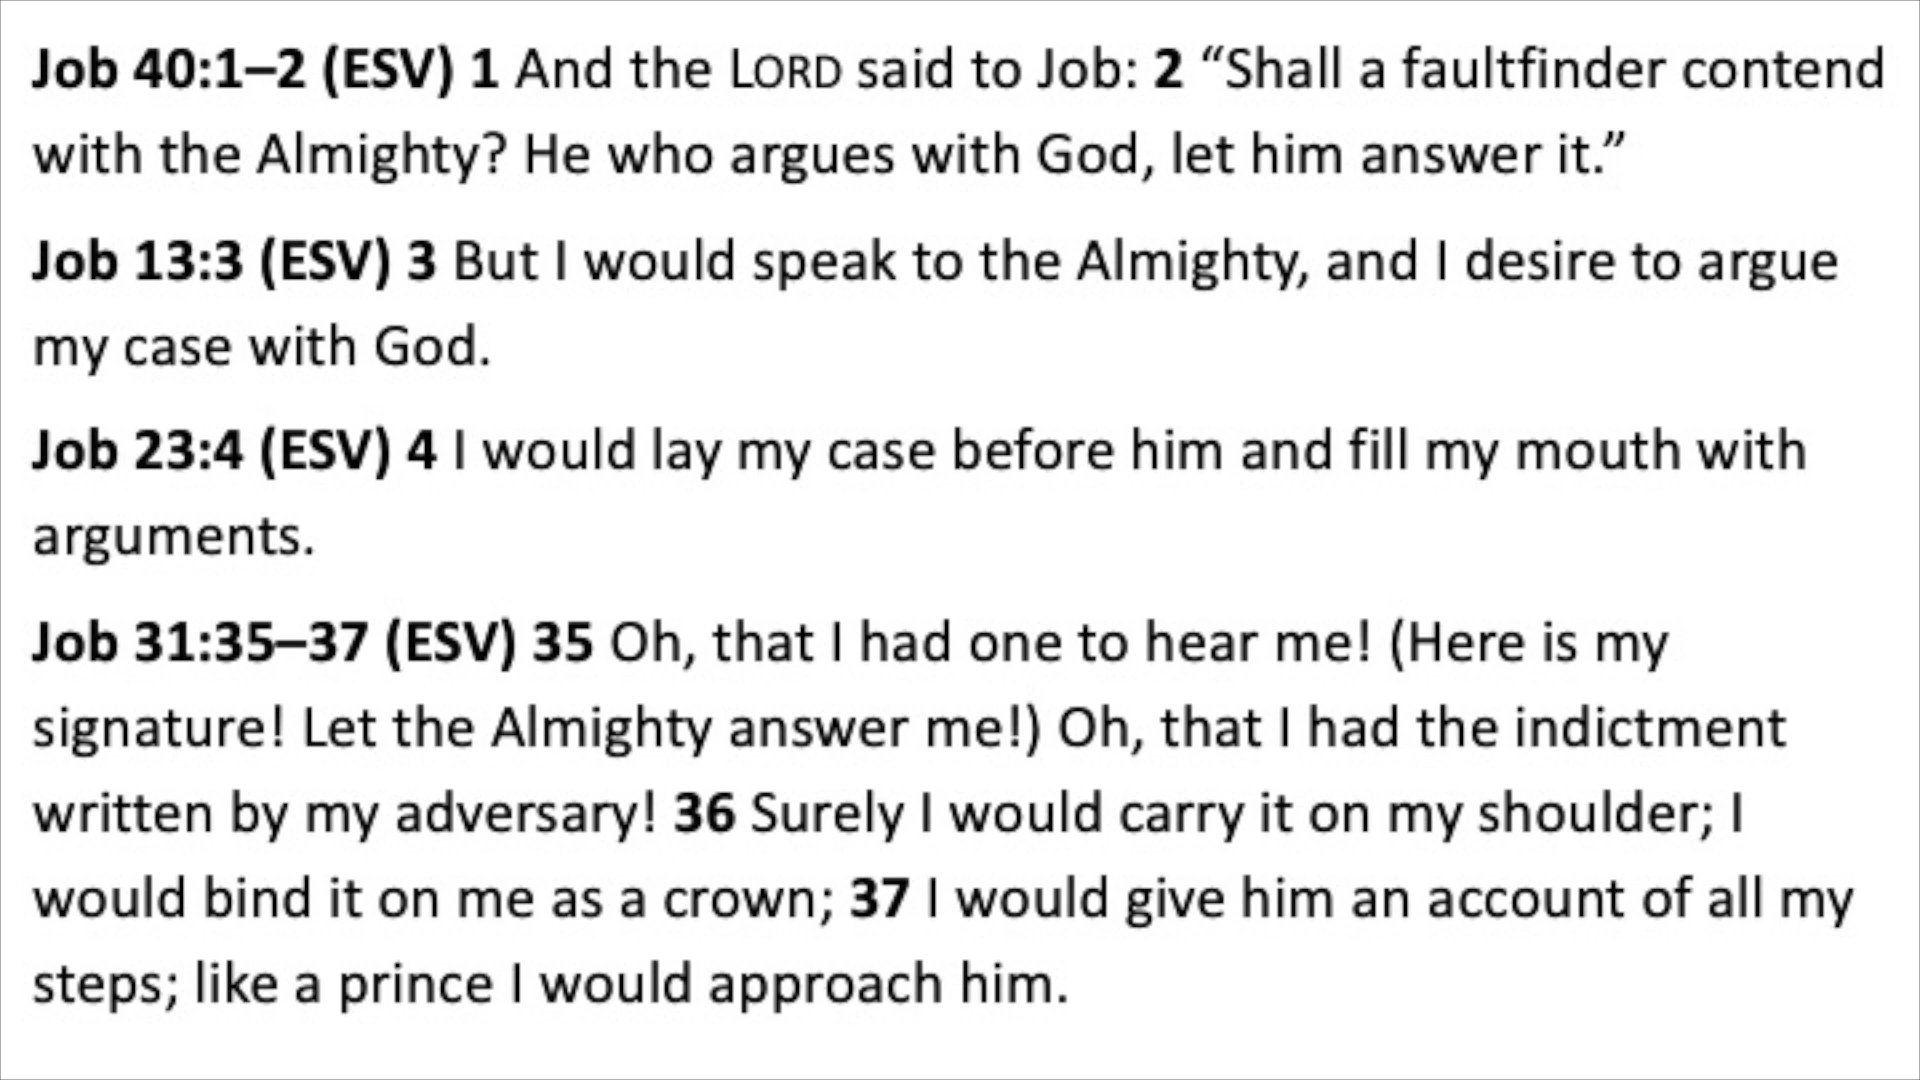 Job 40:1–2 (ESV) 1 And the LORD said to Job: 2 “Shall a faultfinder contend
with the Almighty? He who argues with God, let him answer it.”
Job 13:3 (ESV) 3 But I would speak to the Almighty, and I desire to argue
my case with God.
Job 23:4 (ESV) 4 I would lay my case before him and fill my mouth with
arguments.
Job 31:35–37 (ESV) 35 Oh, that I had one to hear me! (Here is my
signature! Let the Almighty answer me!) Oh, that I had the indictment
written by my adversary! 36 Surely I would carry it on my shoulder; I
would bind it on me as a crown; 37 I would give him an account of all my
steps; like a prince I would approach him.